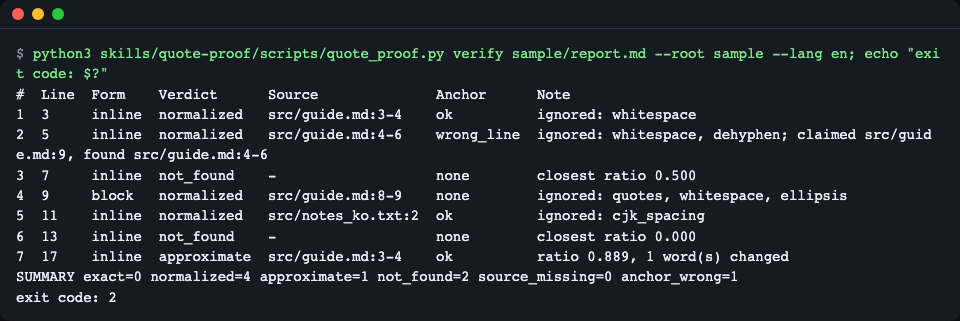 $ python3 skills/quote-proof/scripts/quote_proof.py verify sample/report.md --root sample --lang en; echo "exi
t code: $?"
#  Line  Form    Verdict      Source              Anchor      Note
1  3     inline  normalized   src/guide.md:3-4    ok          ignored: whitespace
2  5     inline  normalized   src/guide.md:4-6    wrong_line  ignored: whitespace, dehyphen; claimed src/guid
e.md:9, found src/guide.md:4-6
3  7     inline  not_found    -                   none        closest ratio 0.500
4  9     block   normalized   src/guide.md:8-9    none        ignored: quotes, whitespace, ellipsis
5  11    inline  normalized   src/notes_ko.txt:2  ok          ignored: cjk_spacing
6  13    inline  not_found    -                   none        closest ratio 0.000
7  17    inline  approximate  src/guide.md:3-4    ok          ratio 0.889, 1 word(s) changed
SUMMARY exact=0 normalized=4 approximate=1 not_found=2 source_missing=0 anchor_wrong=1
exit code: 2